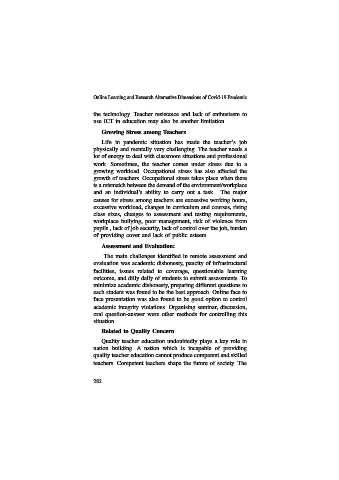 Online Learning and Research Alternative Dimensions of Covid-19 Pandemic
the technology. Teacher resistance and lack of enthusiasm to
use ICT in education may also be another limitation.
Growing Stress among Teachers
Life in pandemic situation has made the teacher's job
physically and mentally very challenging. The teacher needs a
lot of energy to deal with classroom situations and professional
work. Sometimes, the teacher comes under stress due to a
growing workload. Occupational stress has also affected the
growth of teachers. Occupational stress takes place when there
is a mismatch between the demand of the environment/workplace
and an individual's ability to carry out a task. The major
causes for stress among teachers are excessive working hours,
excessive workload, changes in curriculum and courses, rising
class sizes, changes to assessment and testing requirements,
workplace bullying, poor management, risk of violence from
pupils , lack of job security, lack of control over the job, burden
of providing cover and lack of public esteem.
Assessment and Evaluation:
The main challenges identified in remote assessment and
evaluation was academic dishonesty, paucity of infrastructural
facilities, issues related to coverage, questionable learning
outcome, and dilly dally of students to submit assessments. To
minimize academic dishonesty, preparing different questions to
each student was found to be the best approach. Online face to
face presentation was also found to be good option to control
academic integrity violations. Organising seminar, discussion,
oral question-answer were other methods for controlling this
situation.
Related to Quality Concern
Quality teacher education undoubtedly plays a key role in
nation building. A nation which is incapable of providing
quality teacher education cannot produce competent and skilled
teachers. Competent teachers shape the future of society. The
202